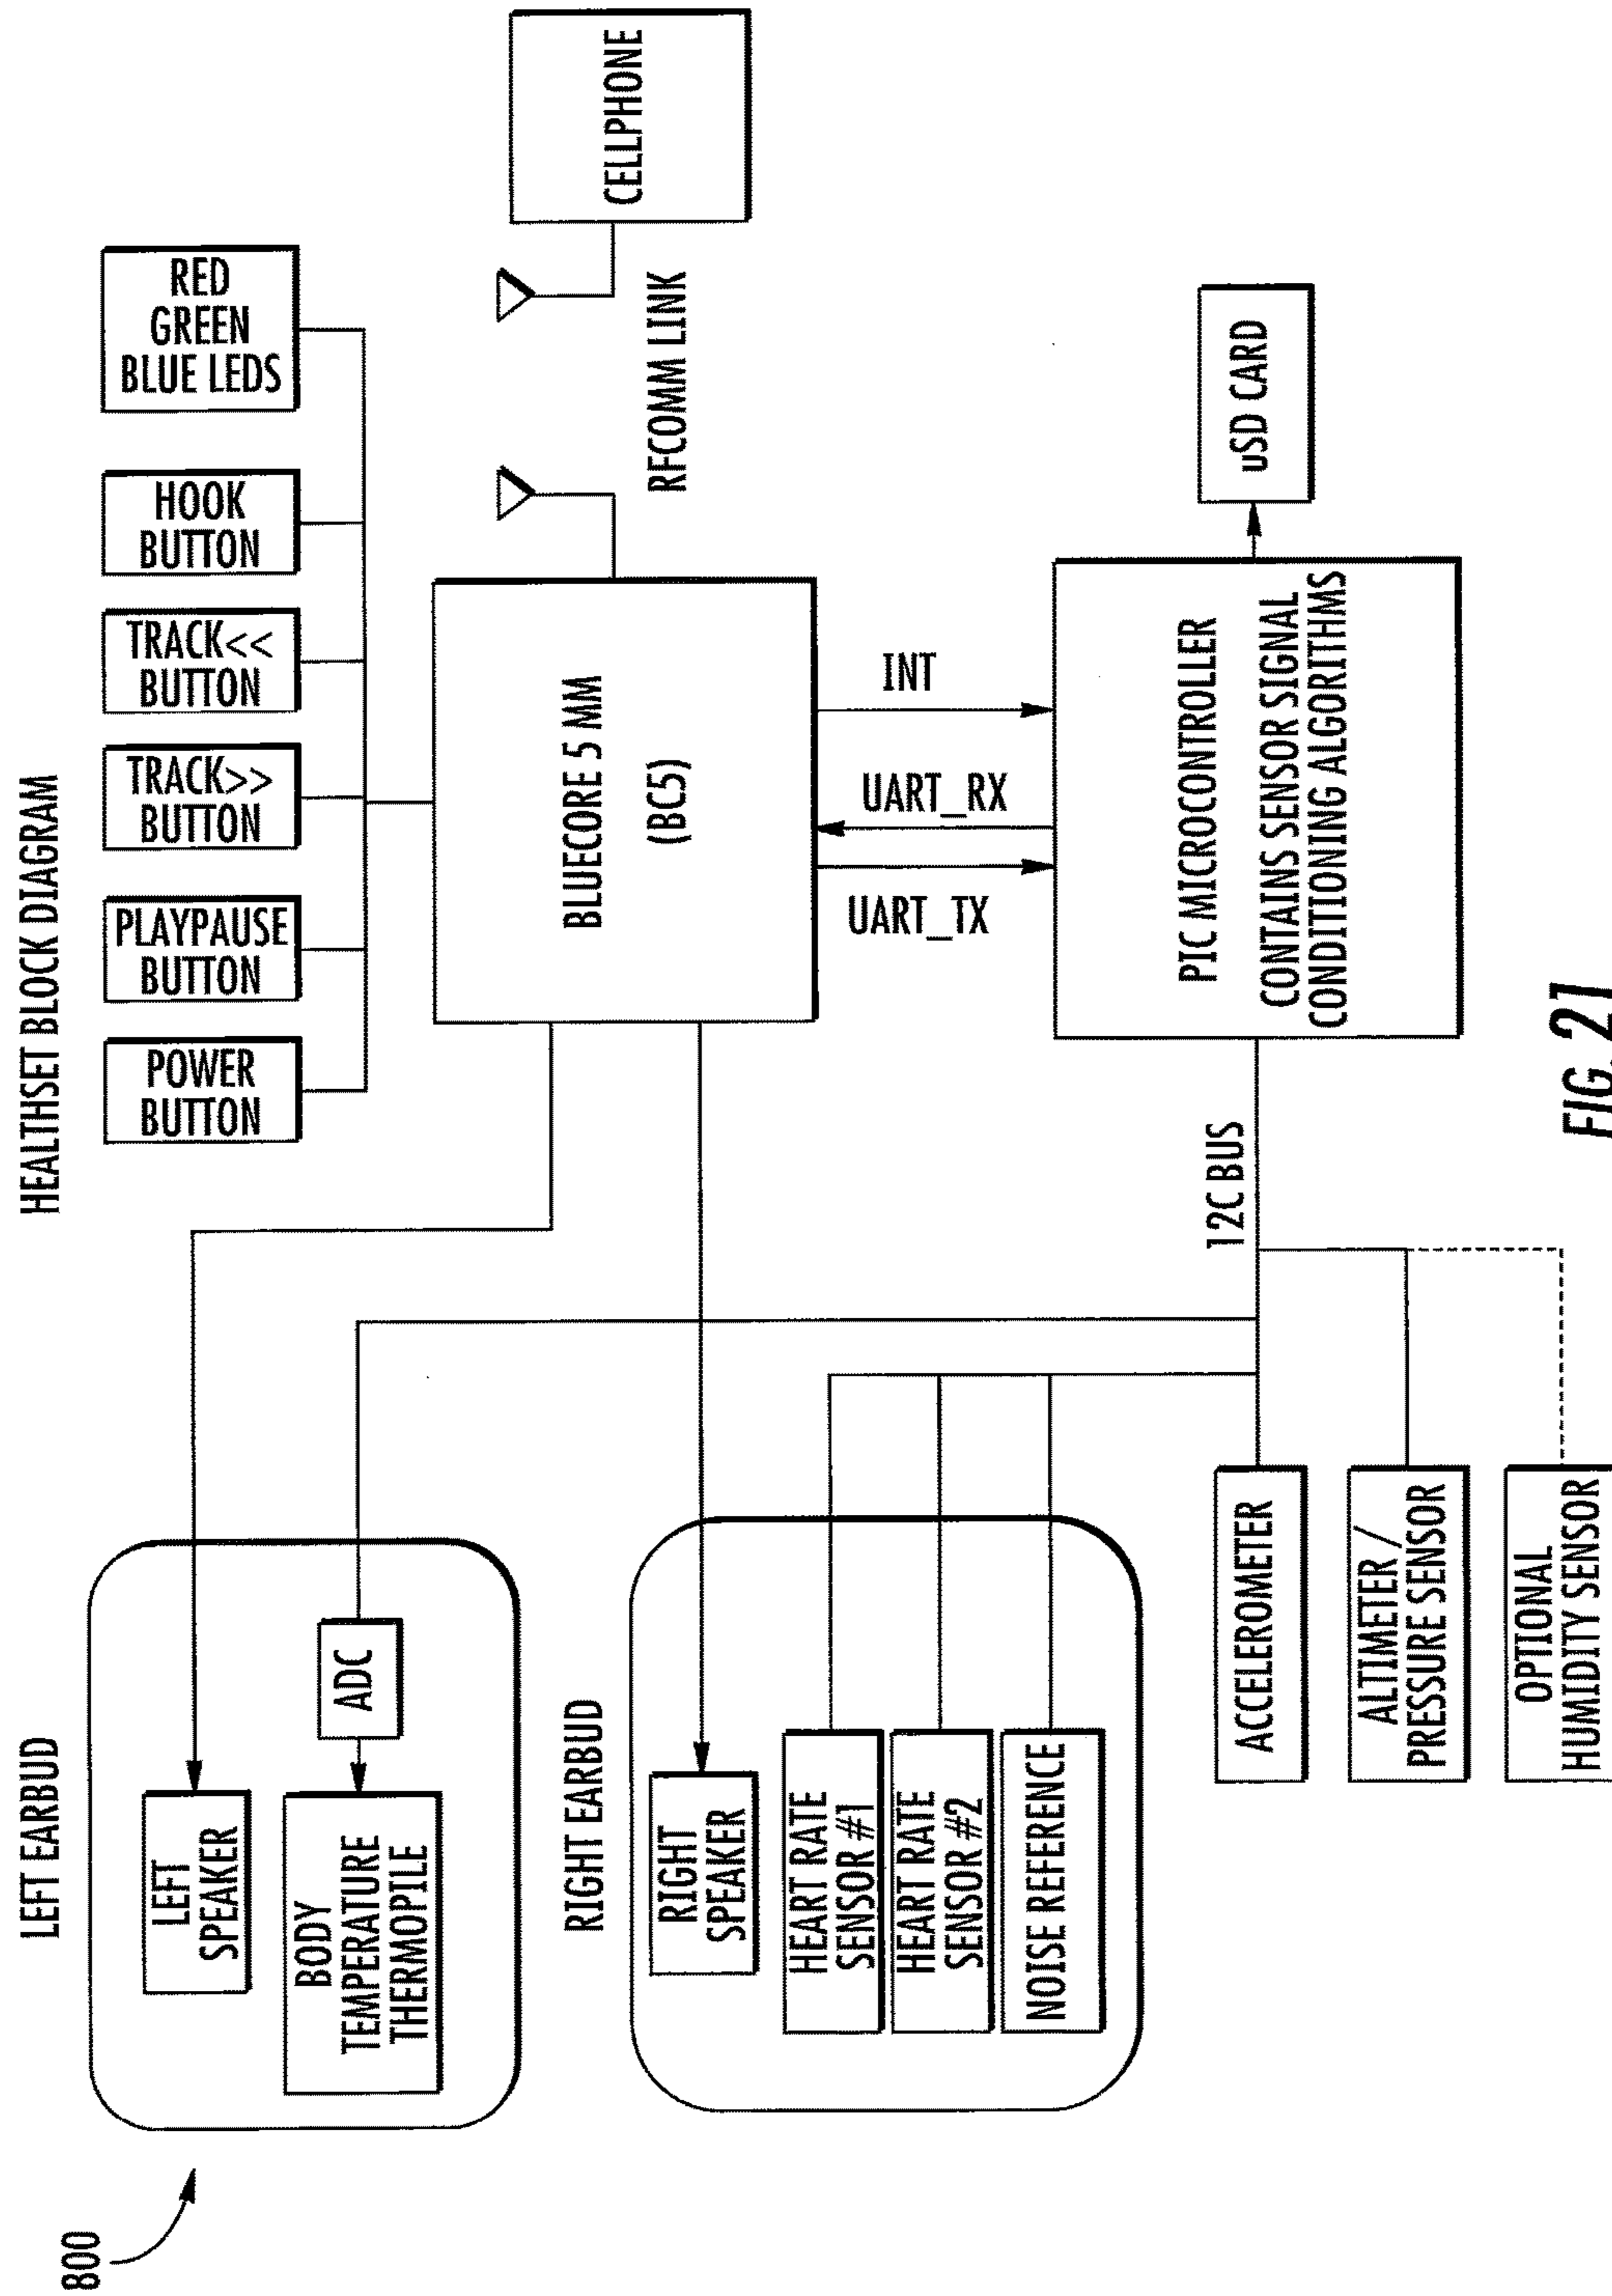 HEALTHSET BLOCK DIAGRAM
800
LEFT EARBUD
LEFT
SPEAKER
BODY
TEMPERATURE
THERMOPILE
ADC
POWER
BUTTON
PLAYPAUSE
BUTTON
TRACK>>
BUTTON
TRACK<<
BUTTON
HOOK
BUTTON
RED
GREEN
BLUE LEDS
BLUECORE 5 MM
(BC5)
RFCOMM LINK
CELLPHONE
RIGHT EARBUD
RIGHT
SPEAKER
HEART RATE
SENSOR #1
HEART RATE
SENSOR #2
NOISE REFERENCE
UART_TX
UART_RX
INT
PIC MICROCONTROLLER
CONTAINS SENSOR SIGNAL
CONDITIONING ALGORITHMS
uSD CARD
12C BUS
ACCELEROMETER
ALTIMETER /
PRESSURE SENSOR
OPTIONAL
HUMIDITY SENSOR
FIG. 21